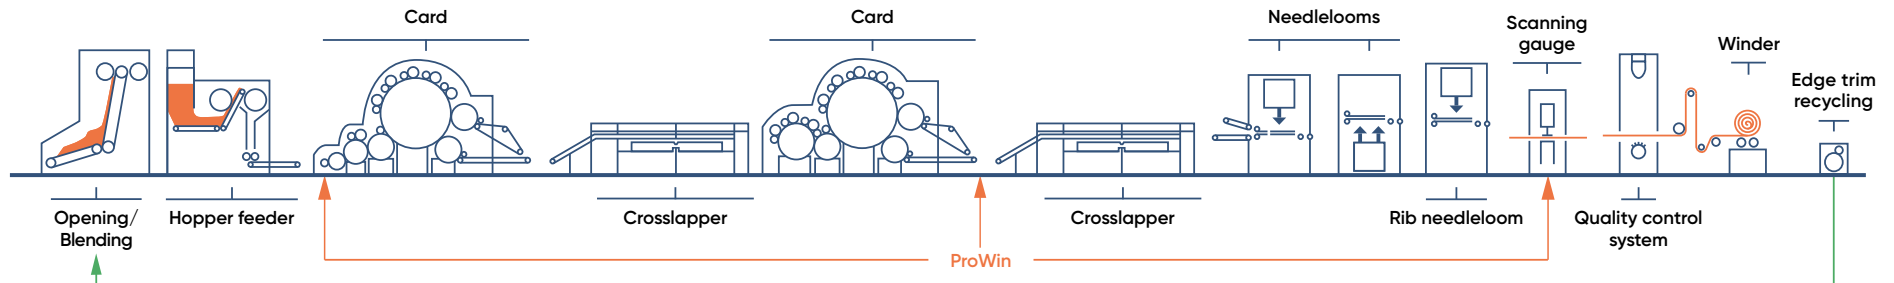 Card
Card
Needlelooms
Scanning
gauge
Winder
Edge trim
recycling
Opening/
Blending
Hopper feeder
Crosslapper
Crosslapper
Rib needleloom
Quality control
system
ProWin